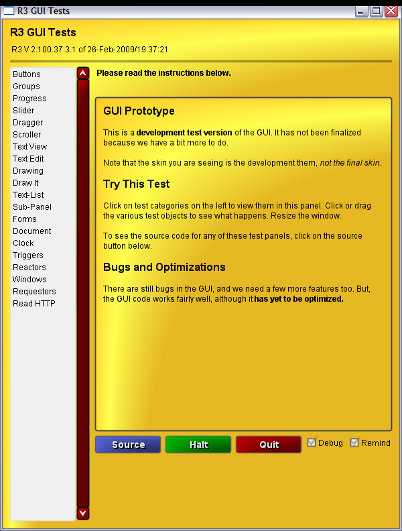 R3 GUI Tests
R3 GUI Tests
R3 V 2.100.37.3.1 of 26-Feb-2009/19:37:21
Buttons
Groups
Progress
Slider
Dragger
Scroller
Text View
Text Edit
Drawing
Draw It
Text-List
Sub-Panel
Forms
Document
Clock
Triggers
Reactors
Windows
Requestors
Read HTTP
Please read the instructions below.
GUI Prototype
This is a development test version of the GUI. It has not been finalized
because we have a bit more to do.
Note that the skin you are seeing is the development them, not the final skin.
Try This Test
Click on test categories on the left to view them in this panel. Click or drag
the various test objects to see what happens. Resize the window.
To see the source code for any of these test panels, click on the source
button below.
Bugs and Optimizations
There are still bugs in the GUI, and we need a few more features too. But,
the GUI code works fairly well, although it has yet to be optimized.
Source Halt Quit Debug Remind